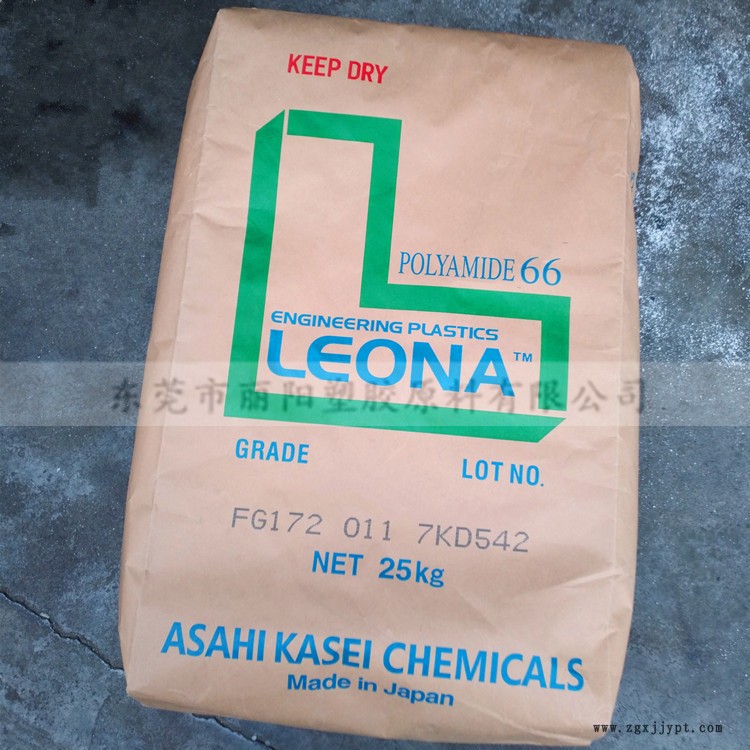 KEEP DRY
POLYAMIDE 66
ENGINEERING PLASTICS
LEONA™
东莞市丽阳塑胶原料有限公司
GRADE LOT NO.
FG172 011 7KD542
NET 25kg
ASAHI KASEI CHEMICALS
Made in Japan
www.zgxjjypt.com